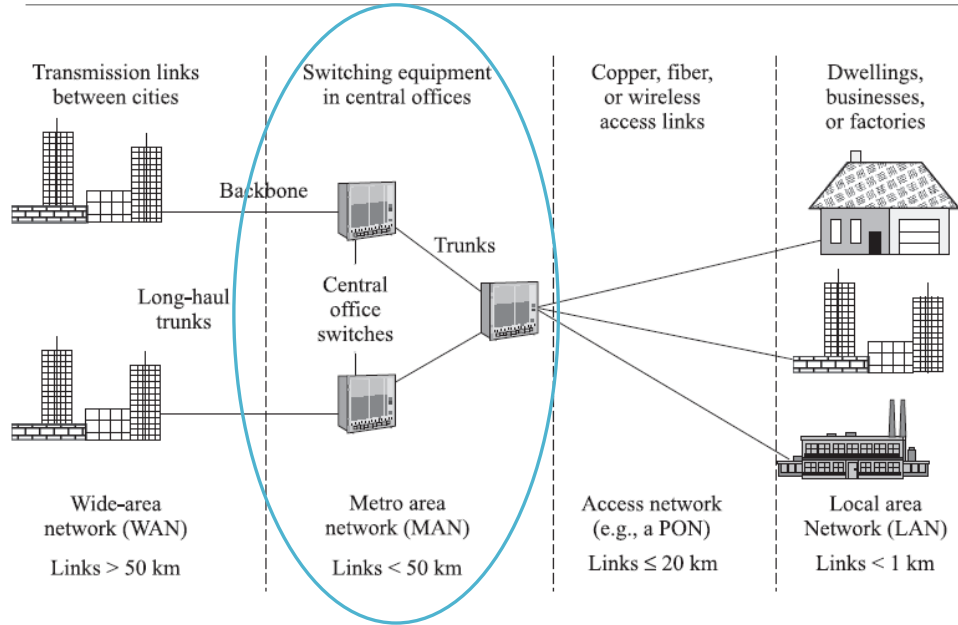 Transmission links
between cities
Switching equipment
in central offices
Copper, fiber,
or wireless
access links
Dwellings,
businesses,
or factories
Backbone
Trunks
Long-haul
trunks
Central
office
switches
Wide-area
network (WAN)
Links > 50 km
Metro area
network (MAN)
Links < 50 km
Access network
(e.g., a PON)
Links ≤ 20 km
Local area
Network (LAN)
Links < 1 km